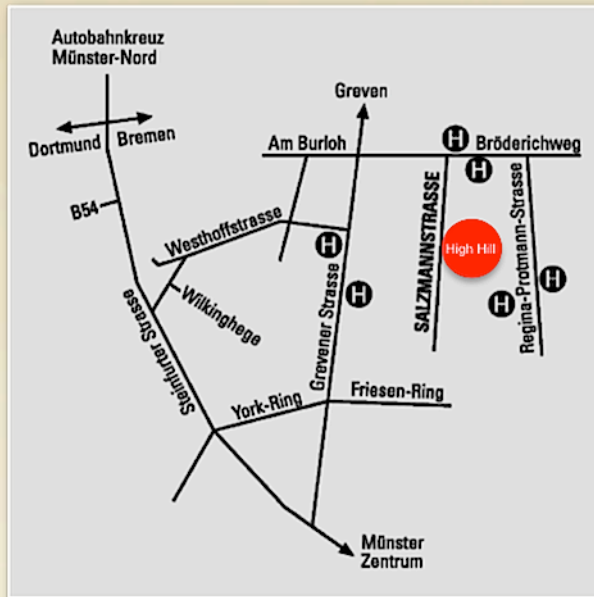 Autobahnkreuz
Münster-Nord
Greven
Dortmund
Bremen
Am Burloh
H
Bröderichweg
H
B54
Westhoffstrasse
H
SALZMANNSTRASSE
High Hill
Regina-Protmann-Strasse
H
H
H
Wilkinghege
Grevener Strasse
Steinfurter Strasse
York-Ring
Friesen-Ring
Münster
Zentrum